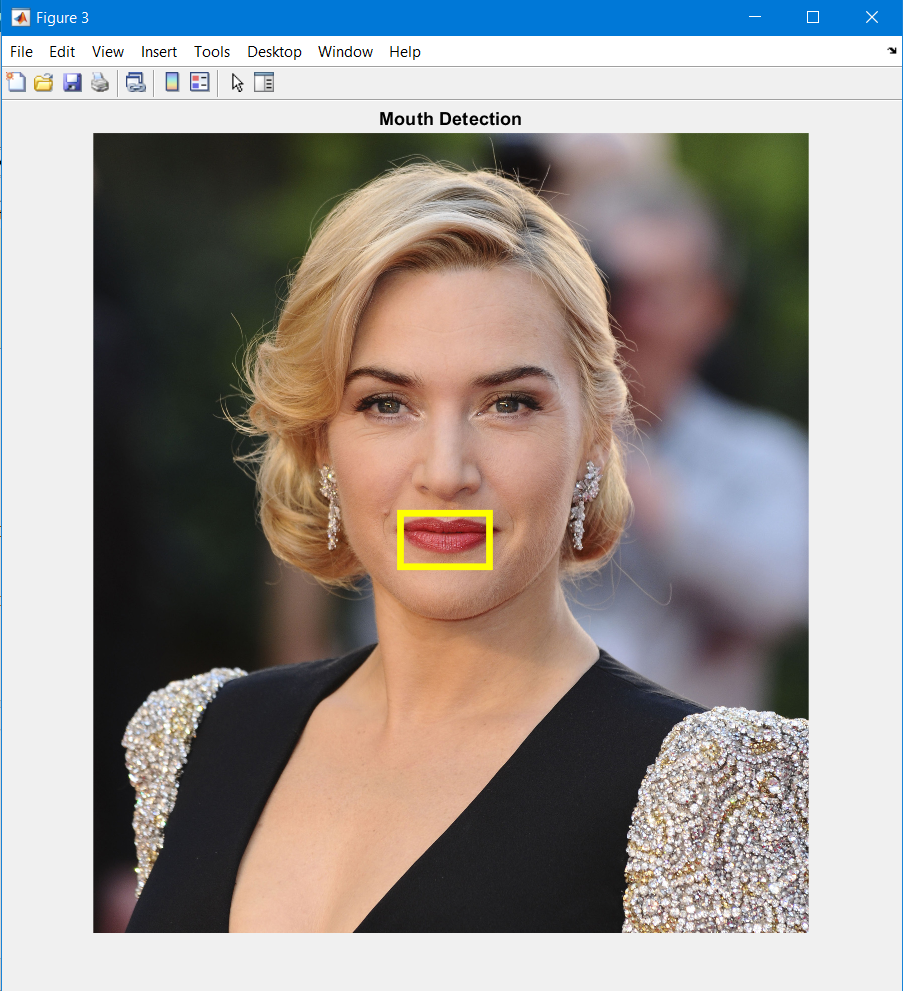 Figure 3
File Edit View Insert Tools Desktop Window Help
Mouth Detection